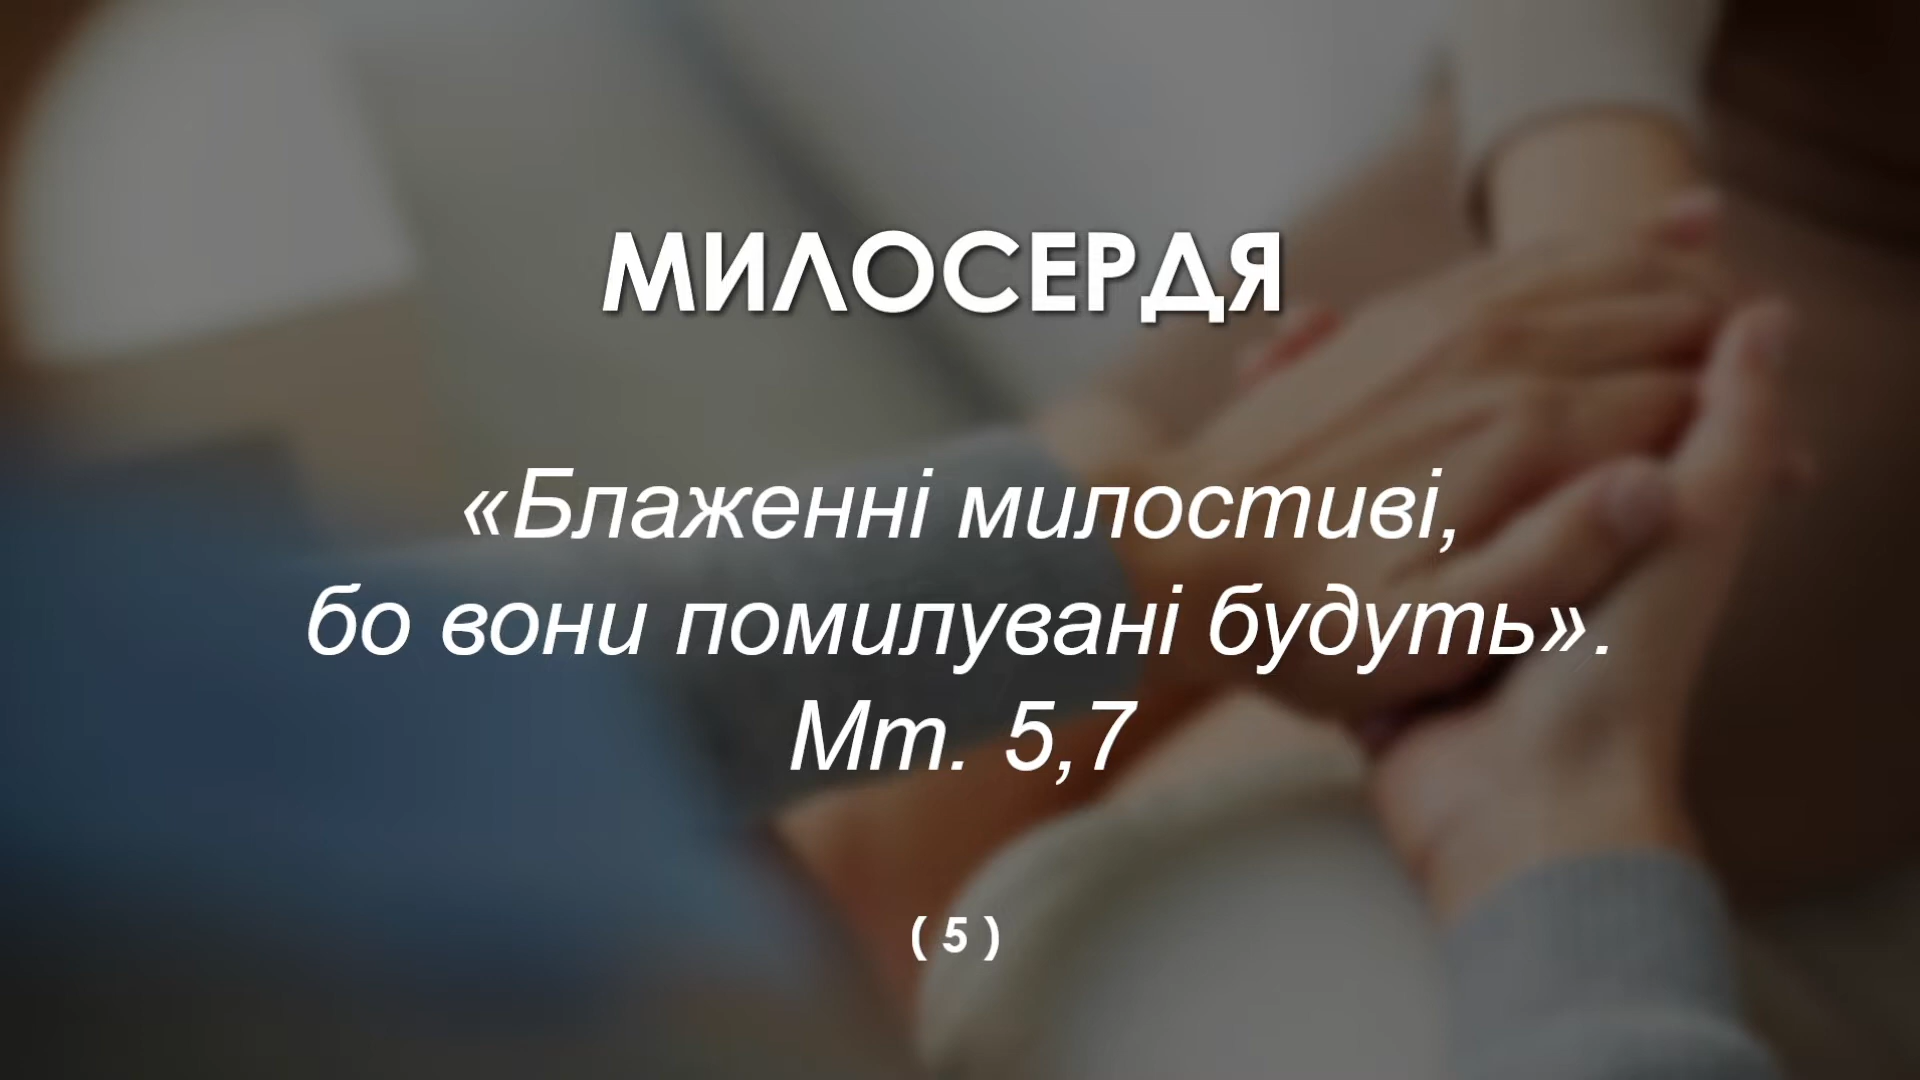 МИЛОСЕРДЯ
«Блаженні милостиві,
бо вони помилувані будуть».
Мт. 5,7
( 5 )